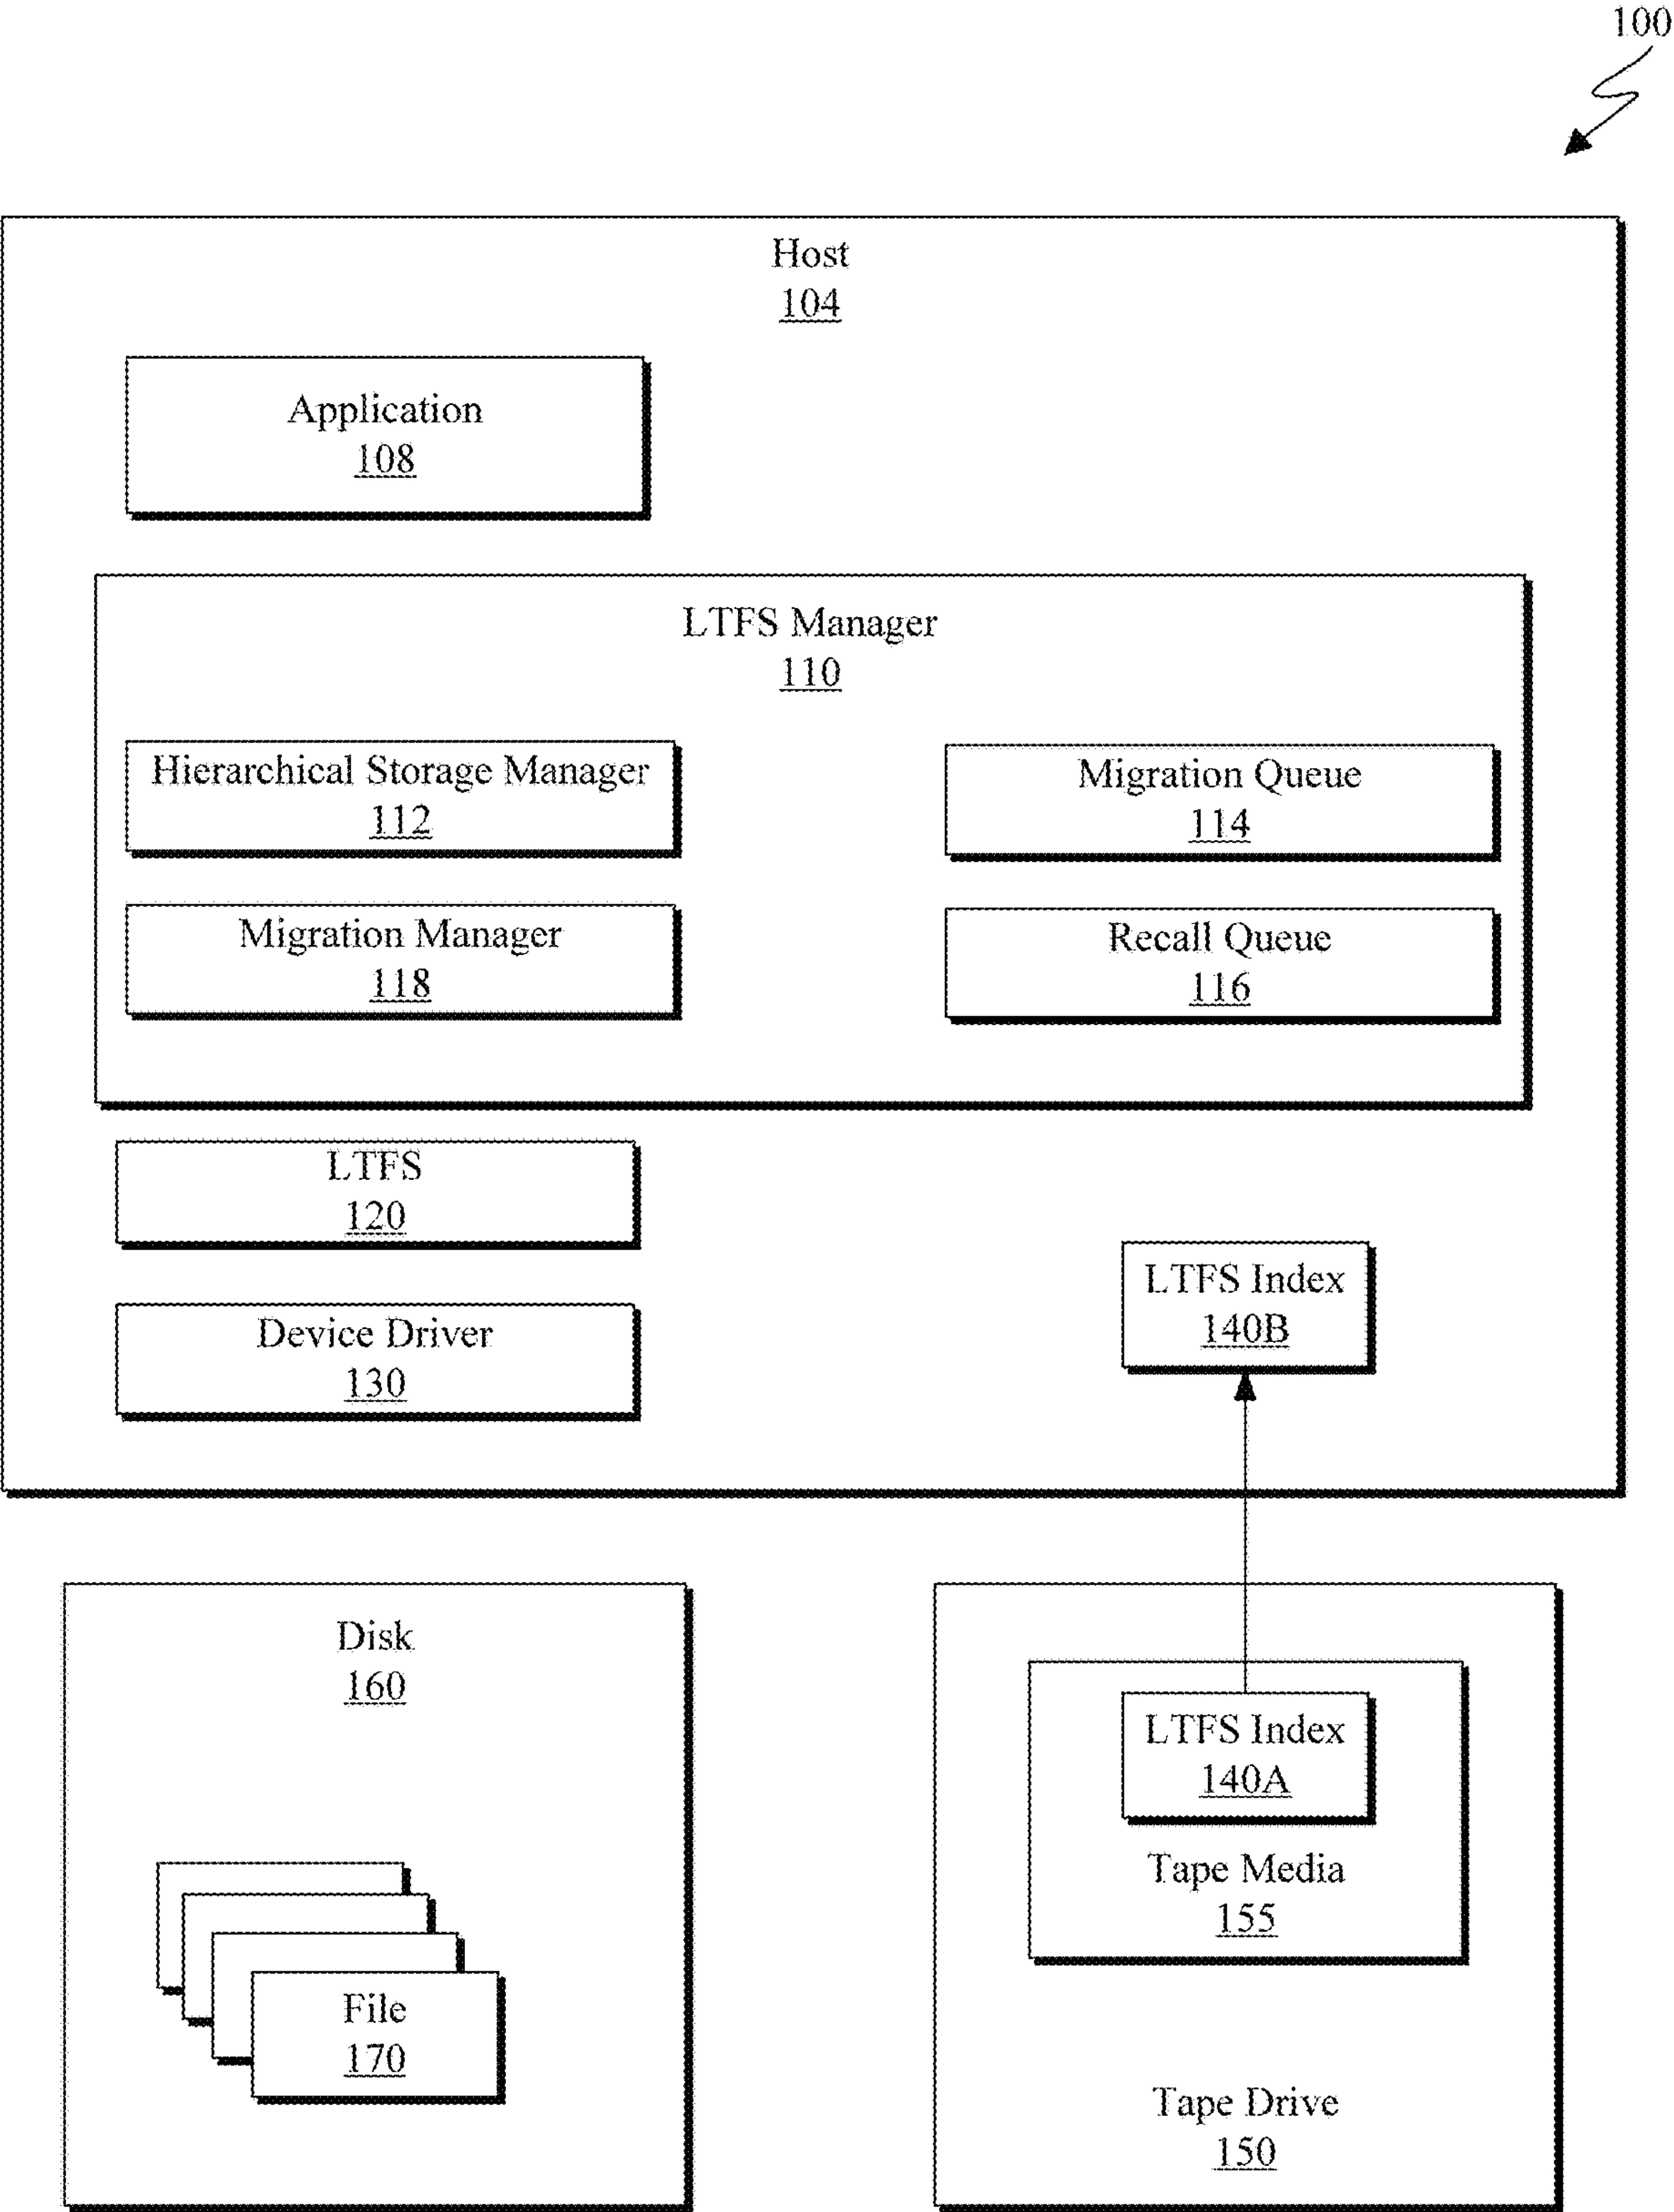 100
Host
104
Application
108
LTFS Manager
110
Hierarchical Storage Manager
112
Migration Queue
114
Migration Manager
118
Recall Queue
116
LTFS
120
LTFS Index
140B
Device Driver
130
Disk
160
LTFS Index
140A
Tape Media
155
File
170
Tape Drive
150